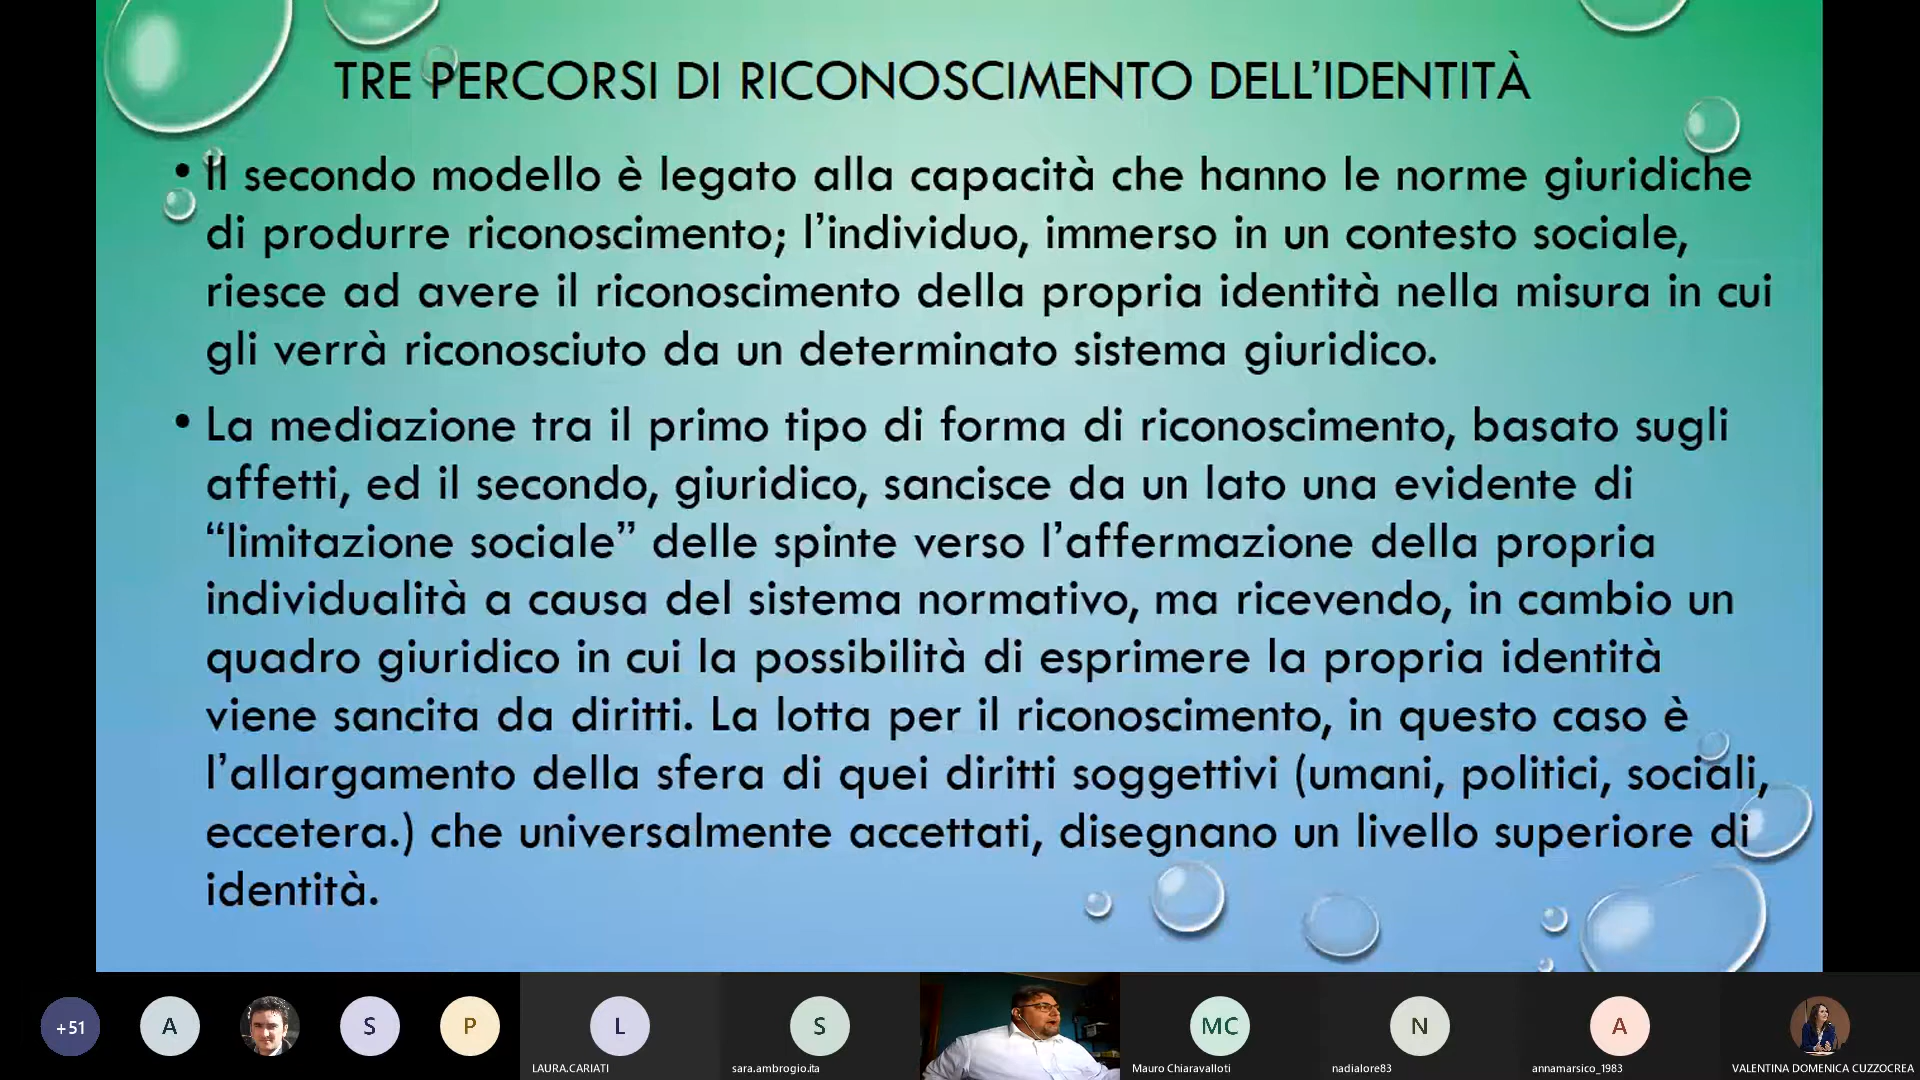 TRE PERCORSI DI RICONOSCIMENTO DELL’IDENTITÀ
• Il secondo modello è legato alla capacità che hanno le norme giuridiche
di produrre riconoscimento; l’individuo, immerso in un contesto sociale,
riesce ad avere il riconoscimento della propria identità nella misura in cui
gli verrà riconosciuto da un determinato sistema giuridico.
• La mediazione tra il primo tipo di forma di riconoscimento, basato sugli
affetti, ed il secondo, giuridico, sancisce da un lato una evidente di
“limitazione sociale” delle spinte verso l’affermazione della propria
individualità a causa del sistema normativo, ma ricevendo, in cambio un
quadro giuridico in cui la possibilità di esprimere la propria identità
viene sancita da diritti. La lotta per il riconoscimento, in questo caso è
l’allargamento della sfera di quei diritti soggettivi (umani, politici, sociali,
eccetera.) che universalmente accettati, disegnano un livello superiore di
identità.
+51
A
S
P
L
S
MC
N
A
LAURA.CARIATI
sara.ambrogio.ita
Mauro Chiaravalloti
nadialore83
annamarsico_1983
VALENTINA DOMENICA CUZZOCREA